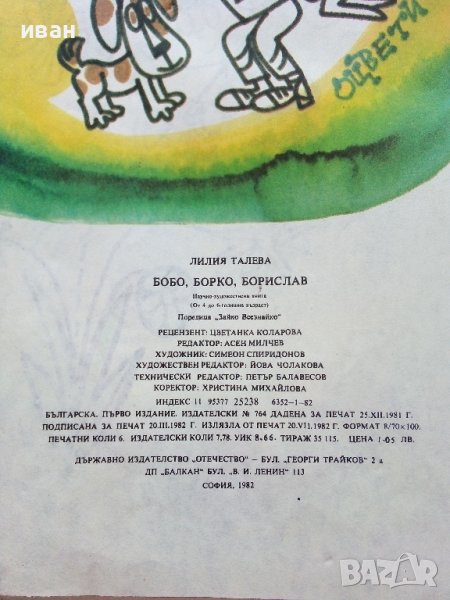 иван
ОЦВЕТИ
ЛИЛИЯ ТАЛЕВА
БОБО, БОРКО, БОРИСЛАВ
Научно-художествена книга
(От 4 до 6-годишна възраст)
Поредица „Зайко Всезнайко“
РЕЦЕНЗЕНТ: ЦВЕТАНКА КОЛАРОВА
РЕДАКТОР: АСЕН МИЛЧЕВ
ХУДОЖНИК: СИМЕОН СПИРИДОНОВ
ХУДОЖЕСТВЕН РЕДАКТОР: ЙОВА ЧОЛАКОВА
ТЕХНИЧЕСКИ РЕДАКТОР: ПЕТЪР БАЛАВЕСОВ
КОРЕКТОР: ХРИСТИНА МИХАЙЛОВА
ИНДЕКС 11 95377 25238 6352—1—82
БЪЛГАРСКА. ПЪРВО ИЗДАНИЕ. ИЗДАТЕЛСКИ № 764 ДАДЕНА ЗА ПЕЧАТ 25.XII.1981 Г.
ПОДПИСАНА ЗА ПЕЧАТ 20.III.1982 Г. ИЗЛЯЗЛА ОТ ПЕЧАТ 20.VII.1982 Г. ФОРМАТ 8/70×100.
ПЕЧАТНИ КОЛИ 6. ИЗДАТЕЛСКИ КОЛИ 7,78. УИК 8.66. ТИРАЖ 35 115. ЦЕНА 1·05 ЛВ.
ДЪРЖАВНО ИЗДАТЕЛСТВО „ОТЕЧЕСТВО“ — БУЛ. „ГЕОРГИ ТРАЙКОВ“ 2 а
ДП „БАЛКАН“ БУЛ. „В. И. ЛЕНИН“ 113
СОФИЯ, 1982
BAZAR